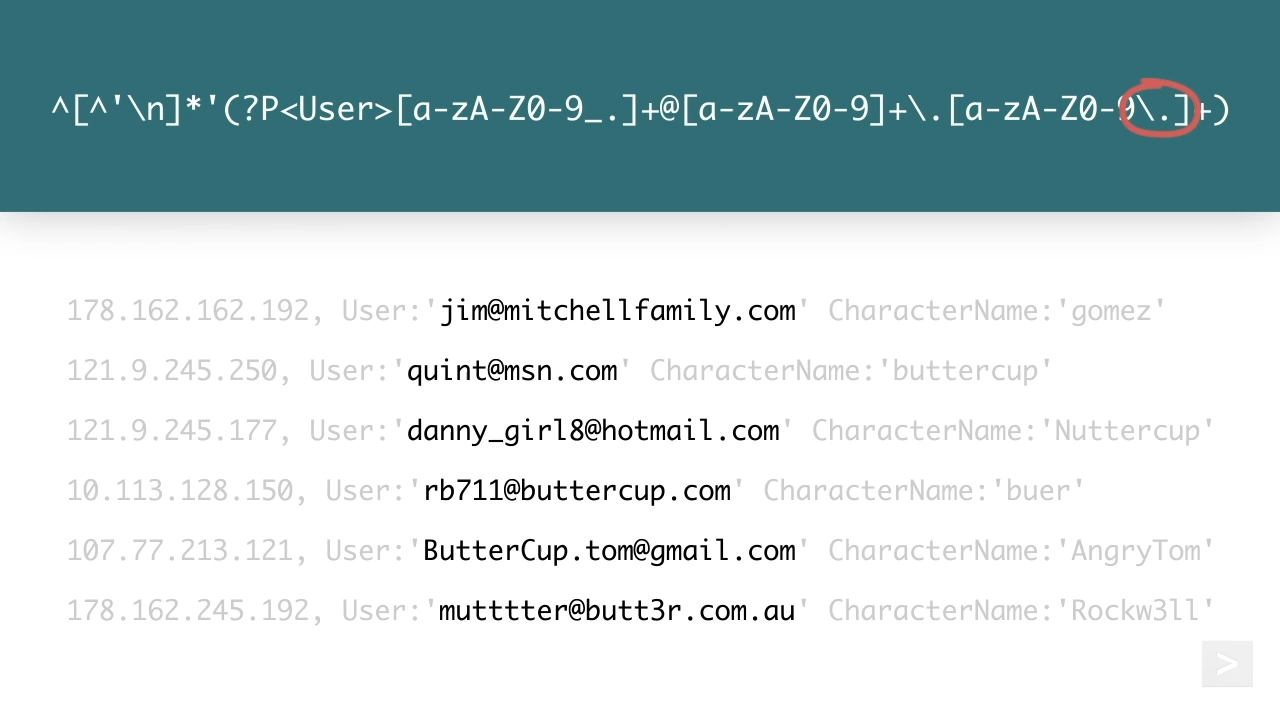 ^[^'\n]*'(?P<User>[a-zA-Z0-9_.]+@[a-zA-Z0-9]+\.[a-zA-Z0-9\.]+)
178.162.162.192, User:'jim@mitchellfamily.com' CharacterName:'gomez'
121.9.245.250, User:'quint@msn.com' CharacterName:'buttercup'
121.9.245.177, User:'danny_girl8@hotmail.com' CharacterName:'Nuttercup'
10.113.128.150, User:'rb711@buttercup.com' CharacterName:'buer'
107.77.213.121, User:'ButterCup.tom@gmail.com' CharacterName:'AngryTom'
178.162.245.192, User:'mutttter@butt3r.com.au' CharacterName:'Rockw3ll'
>